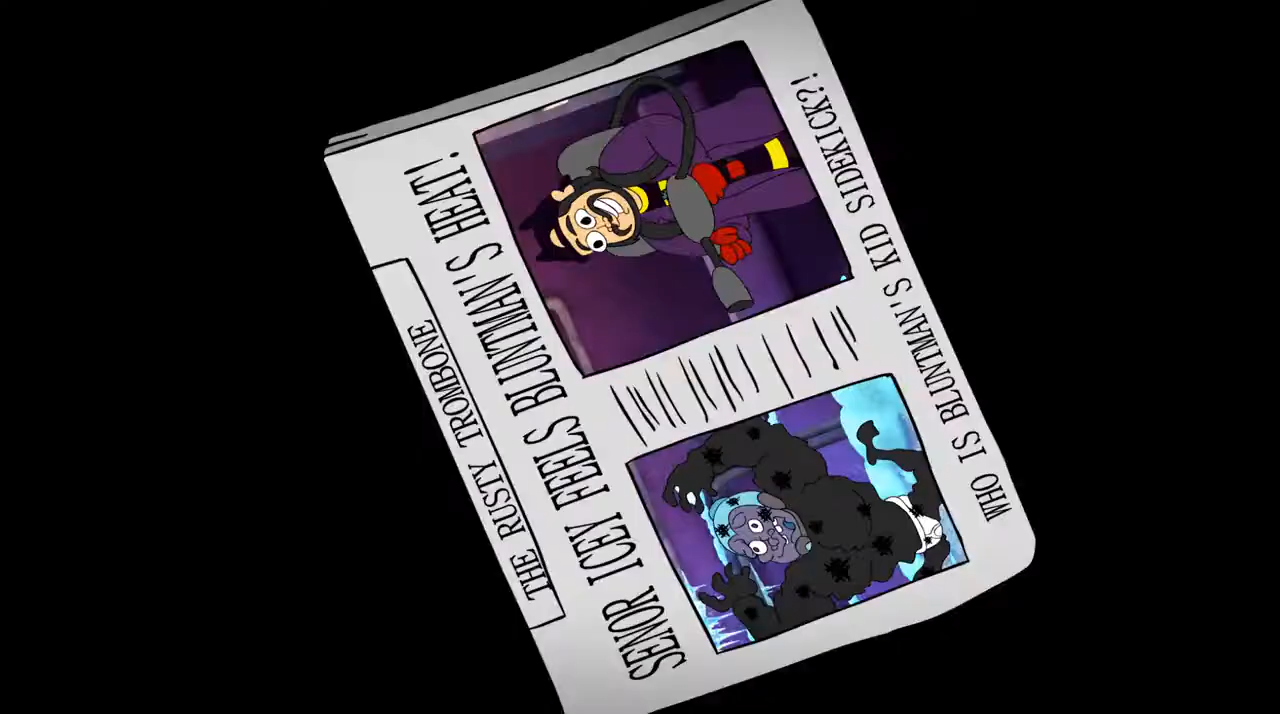 THE RUSTY TROMBONE
SENOR ICEY FEELS BLUNTMAN'S HEAT!
WHO IS BLUNTMAN'S KID SIDEKICK?!